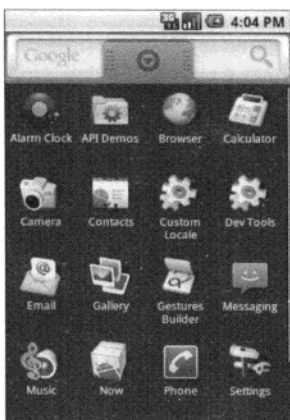 3G 4:04 PM
Google
Alarm Clock API Demos Browser Calculator
Camera Contacts Custom Locale Dev Tools
Email Gallery Gestures Builder Messaging
Music Now Phone Settings